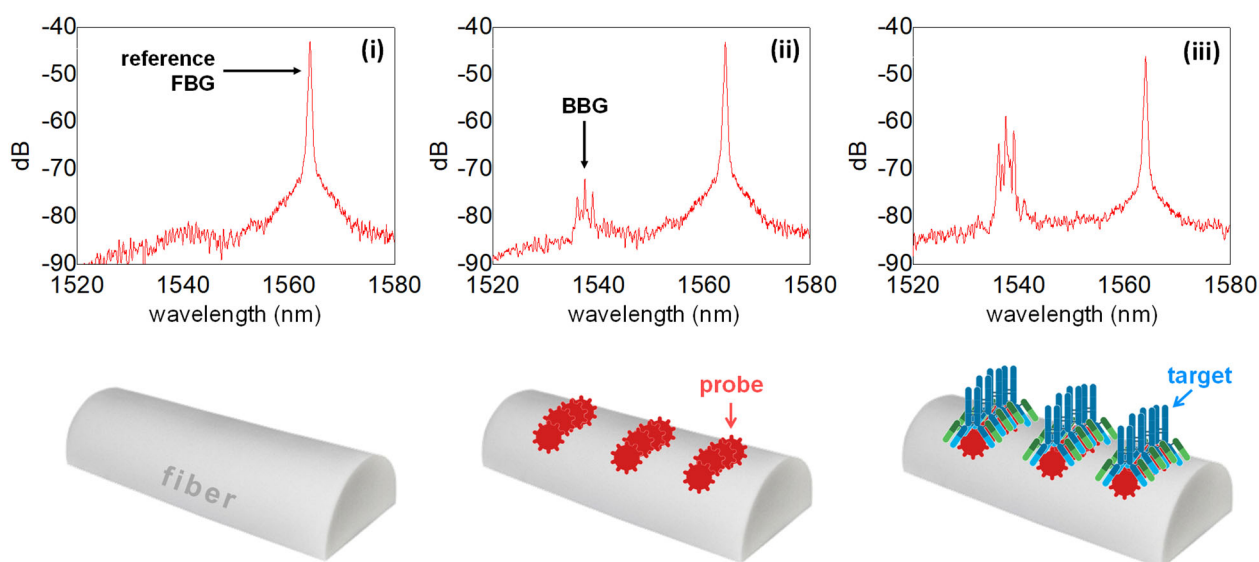 -40
-50
-60
-70
-80
-90
dB
1520 1540 1560 1580
wavelength (nm)
reference
FBG
(i)
-40
-50
-60
-70
-80
-90
dB
1520 1540 1560 1580
wavelength (nm)
BBG
(ii)
-40
-50
-60
-70
-80
-90
dB
1520 1540 1560 1580
wavelength (nm)
(iii)
fiber
probe
target